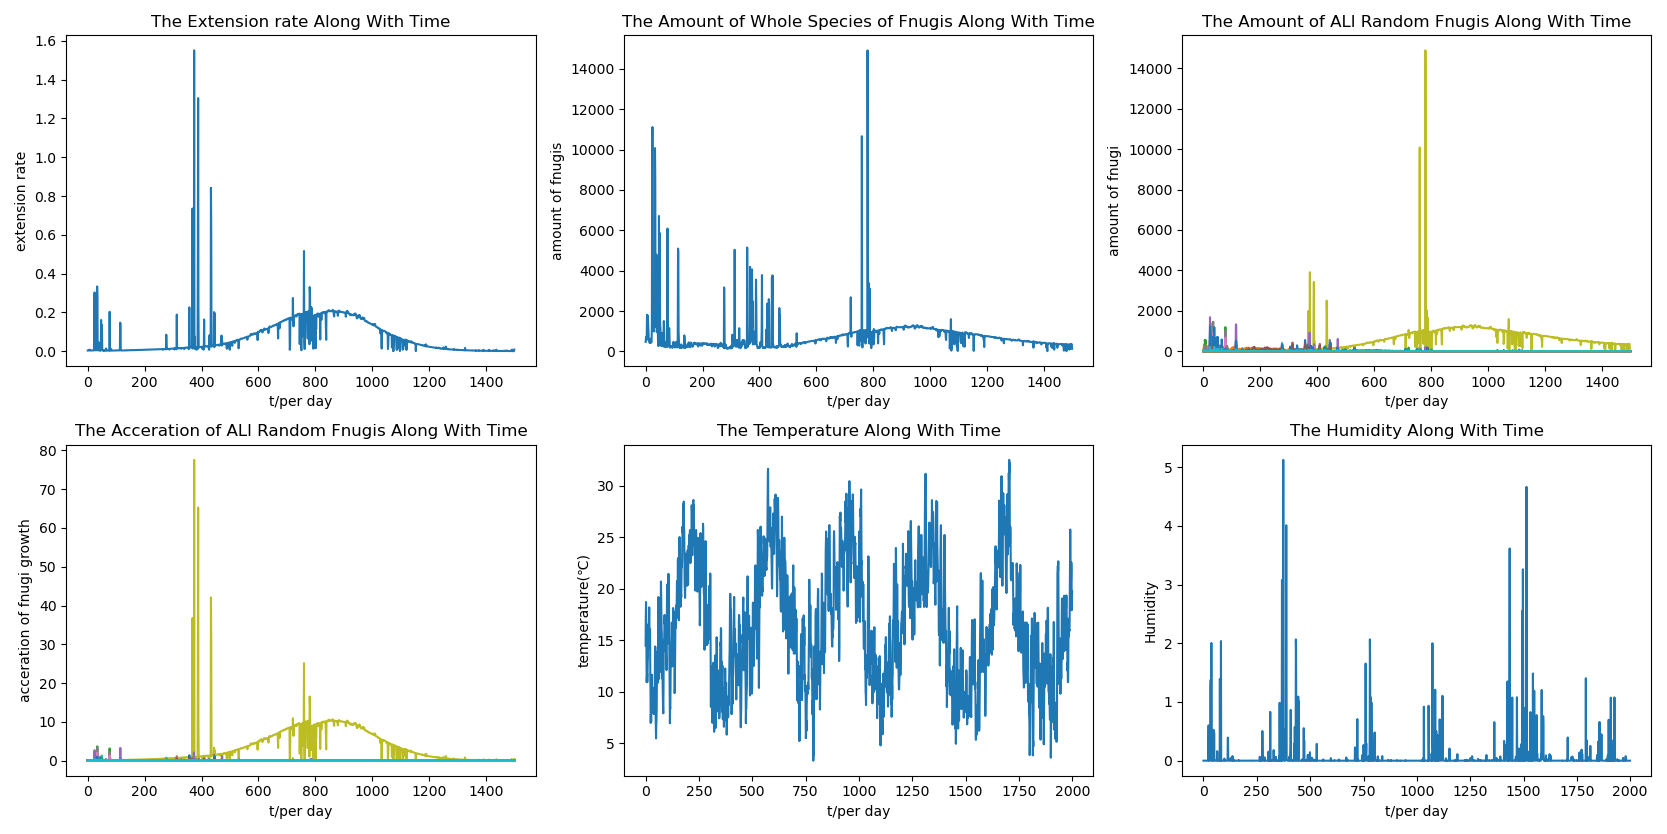 The Extension rate Along With Time
extension rate
1.6
1.4
1.2
1.0
0.8
0.6
0.4
0.2
0.0
0 200 400 600 800 1000 1200 1400
t/per day
The Amount of Whole Species of Fnugis Along With Time
amount of fnugis
14000
12000
10000
8000
6000
4000
2000
0
0 200 400 600 800 1000 1200 1400
t/per day
The Amount of ALl Random Fnugis Along With Time
amount of fnugi
14000
12000
10000
8000
6000
4000
2000
0
0 200 400 600 800 1000 1200 1400
t/per day
The Acceration of ALl Random Fnugis Along With Time
acceration of fnugi growth
80
70
60
50
40
30
20
10
0
0 200 400 600 800 1000 1200 1400
t/per day
The Temperature Along With Time
temperature(℃)
30
25
20
15
10
5
0 250 500 750 1000 1250 1500 1750 2000
t/per day
The Humidity Along With Time
Humidity
5
4
3
2
1
0
0 250 500 750 1000 1250 1500 1750 2000
t/per day